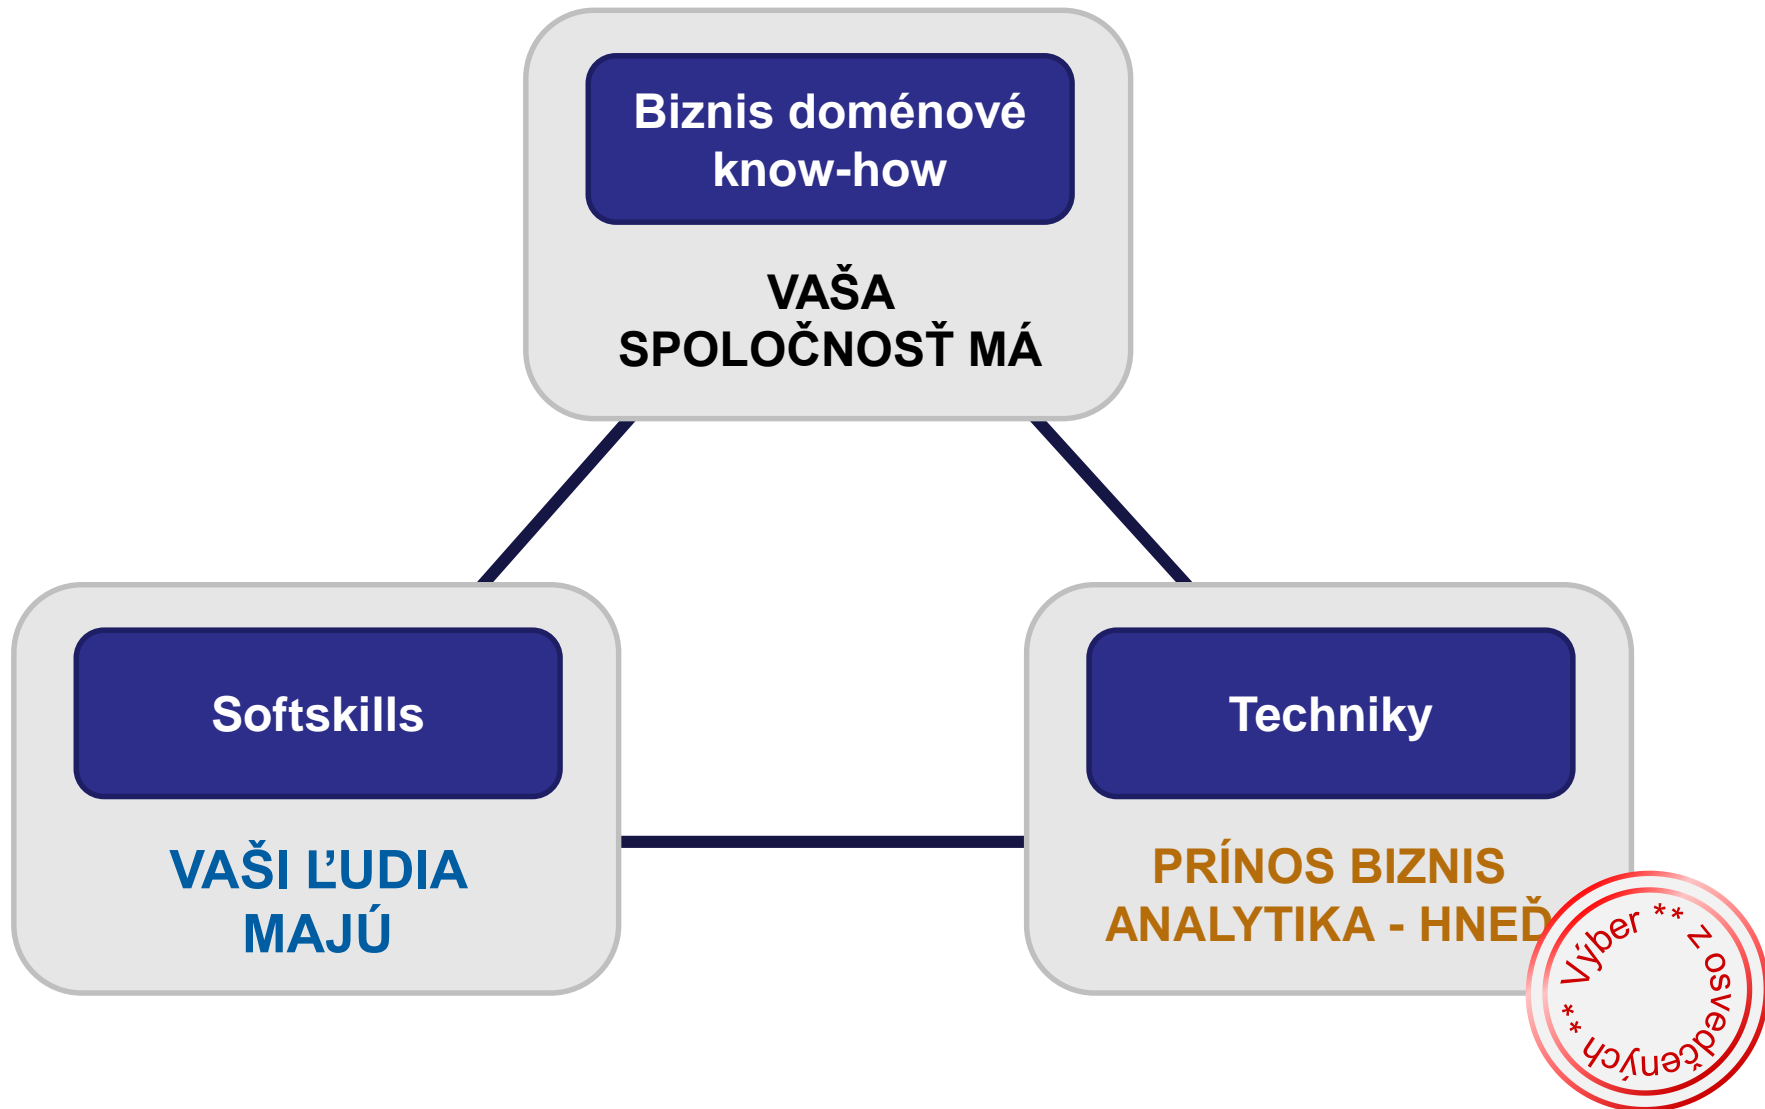 Biznis doménové
know-how
VAŠA
SPOLOČNOSŤ MÁ
Softskills
VAŠI ĽUDIA
MAJÚ
Techniky
PRÍNOS BIZNIS
ANALYTIKA - HNEĎ
** Výber ** z osvedčených